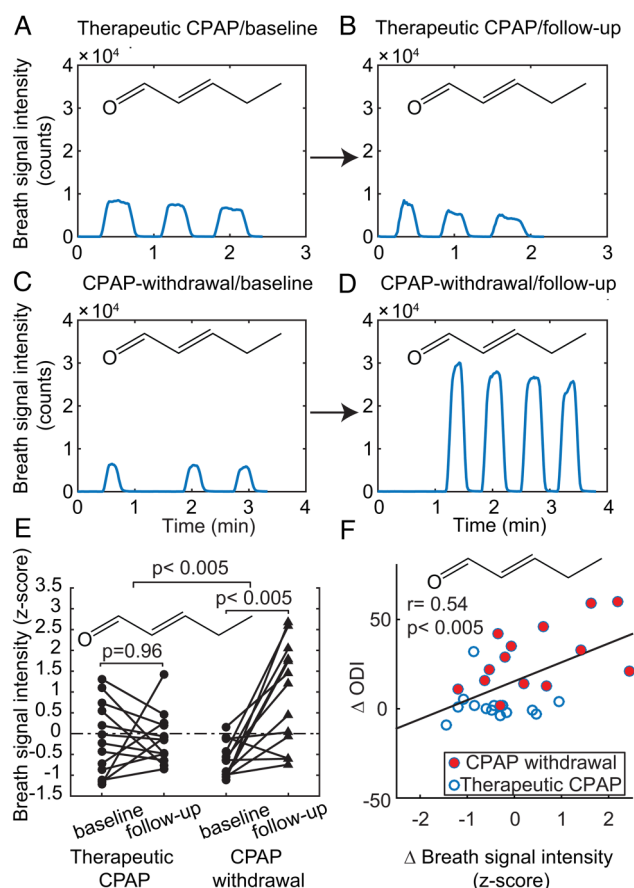 A Therapeutic CPAP/baseline
× 10⁴
4
3
2
1
0
0 1 2 3
Breath signal intensity
(counts)
O
B Therapeutic CPAP/follow-up
× 10⁴
4
3
2
1
0
0 1 2 3
O
C CPAP-withdrawal/baseline
× 10⁴
4
3
2
1
0
0 1 2 3 4
Breath signal intensity
(counts)
Time (min)
O
D CPAP-withdrawal/follow-up
× 10⁴
4
3
2
1
0
0 1 2 3 4
Time (min)
O
E
Breath signal intensity (z-score)
3.5
3
2.5
2
1.5
1
0.5
0
-0.5
-1
-1.5
p< 0.005
p< 0.005
O
p=0.96
baseline follow-up baseline follow-up
Therapeutic CPAP
CPAP withdrawal
F
O
r= 0.54
p< 0.005
Δ ODI
50
0
-50
CPAP withdrawal
Therapeutic CPAP
-2 -1 0 1 2
Δ Breath signal intensity
(z-score)